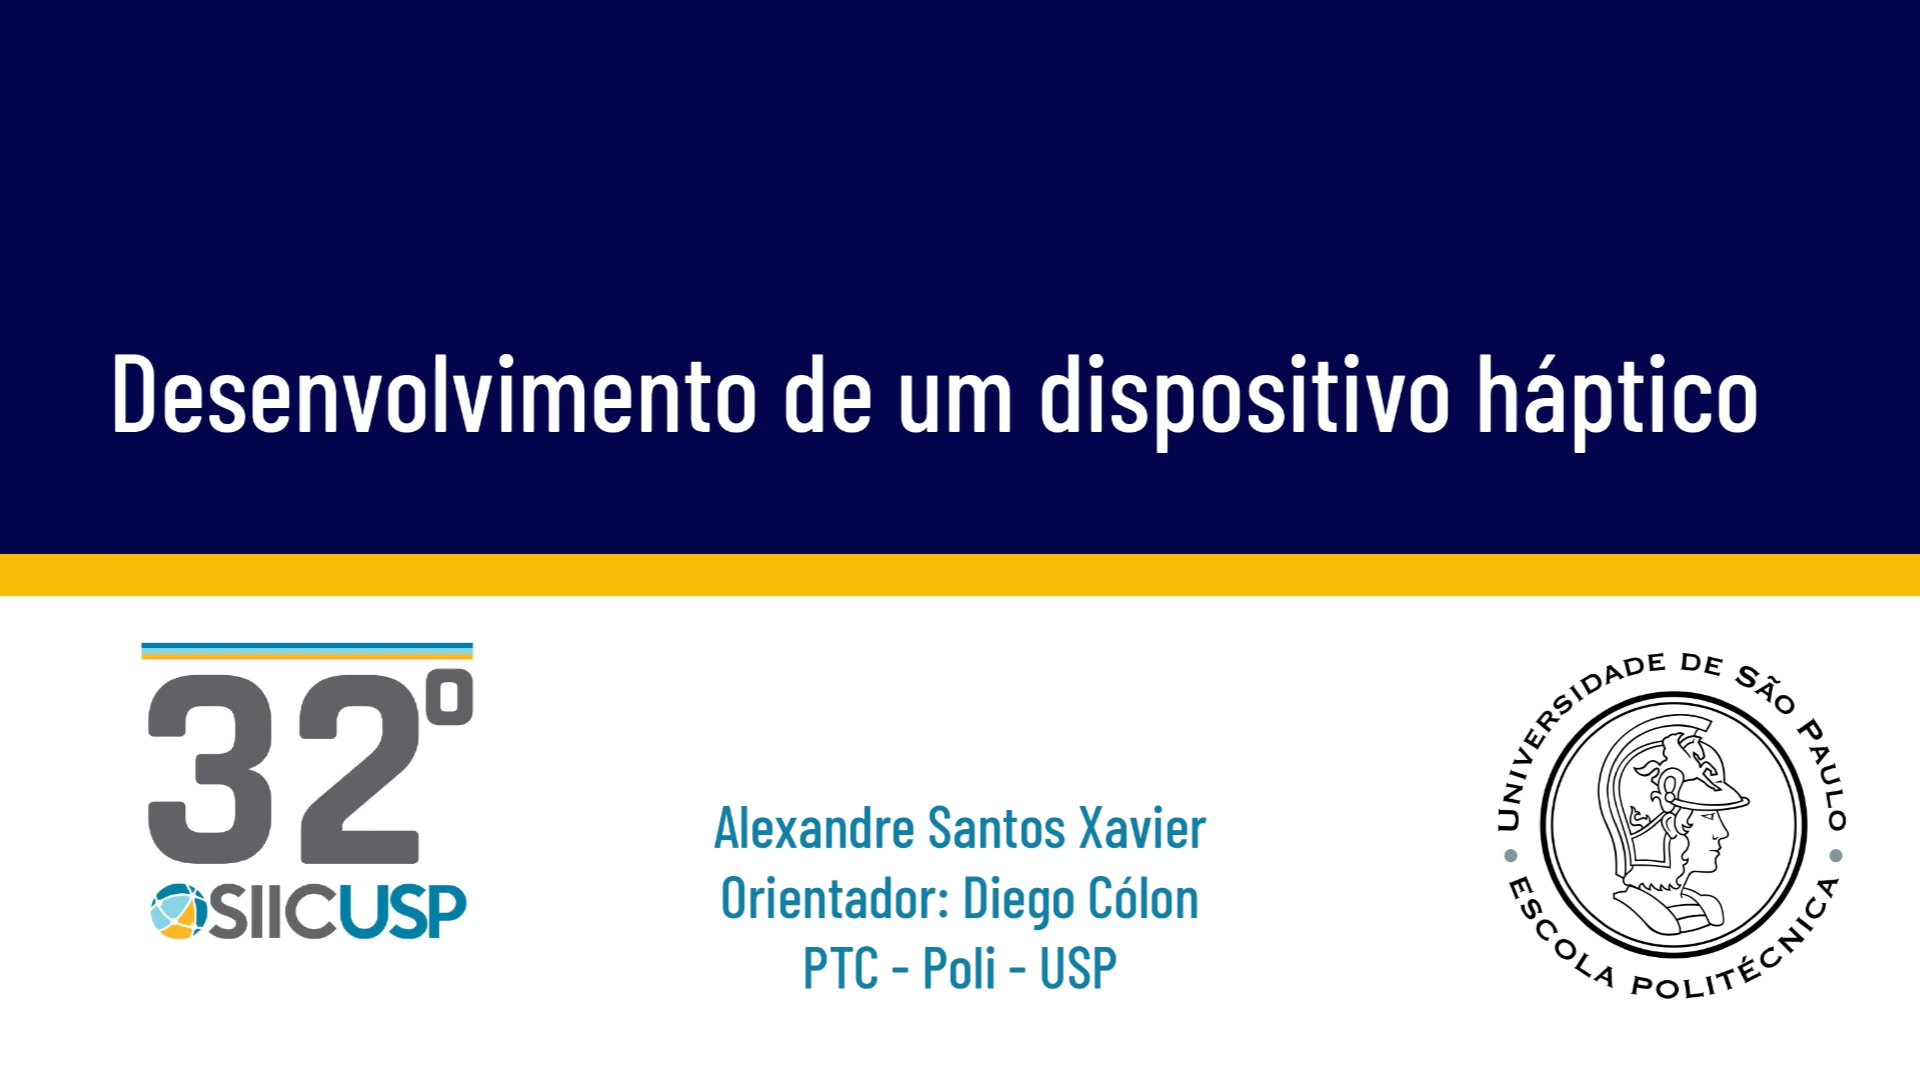 Desenvolvimento de um dispositivo háptico
32º
SIICUSP
Alexandre Santos Xavier
Orientador: Diego Cólon
PTC - Poli - USP
UNIVERSIDADE DE SÃO PAULO
ESCOLA POLITÉCNICA